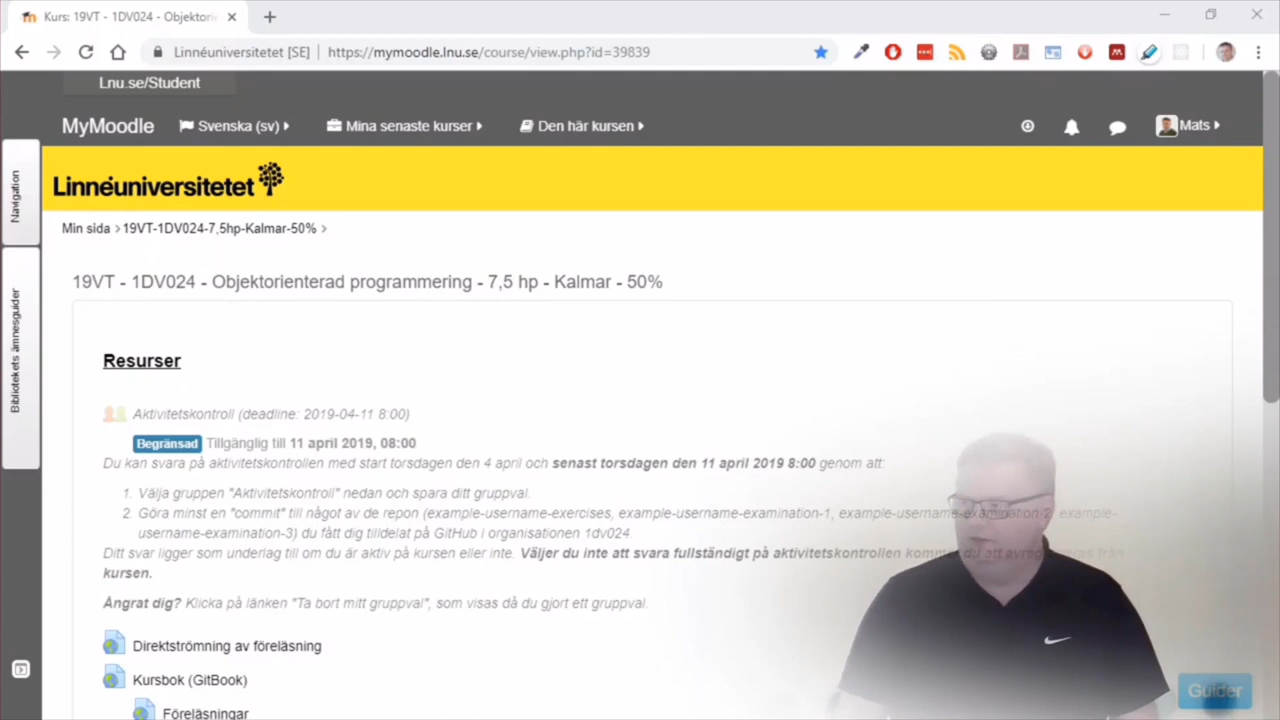 Kurs: 19VT - 1DV024 - Objektorien
Linnéuniversitetet [SE] | https://mymoodle.lnu.se/course/view.php?id=39839
Lnu.se/Student
MyMoodle Svenska (sv) Mina senaste kurser Den här kursen Mats
Navigation
Linnéuniversitetet
Min sida > 19VT-1DV024-7,5hp-Kalmar-50% >
Bibliotekets ämnesguider
19VT - 1DV024 - Objektorienterad programmering - 7,5 hp - Kalmar - 50%
Resurser
Aktivitetskontroll (deadline: 2019-04-11 8:00)
Begränsad Tillgänglig till 11 april 2019, 08:00
Du kan svara på aktivitetskontrollen med start torsdagen den 4 april och senast torsdagen den 11 april 2019 8:00 genom att:
1. Välja gruppen "Aktivitetskontroll" nedan och spara ditt gruppval.
2. Göra minst en "commit" till något av de repon (example-username-exercises, example-username-examination-1, example-username-examination-2, example-
username-examination-3) du fått dig tilldelat på GitHub i organisationen 1dv024.
Ditt svar ligger som underlag till om du är aktiv på kursen eller inte. Väljer du inte att svara fullständigt på aktivitetskontrollen kommer du att från
kursen.
Ångrat dig? Klicka på länken "Ta bort mitt gruppval", som visas då du gjort ett gruppval.
Direktströmning av föreläsning
Kursbok (GitBook)
Föreläsningar
Guider